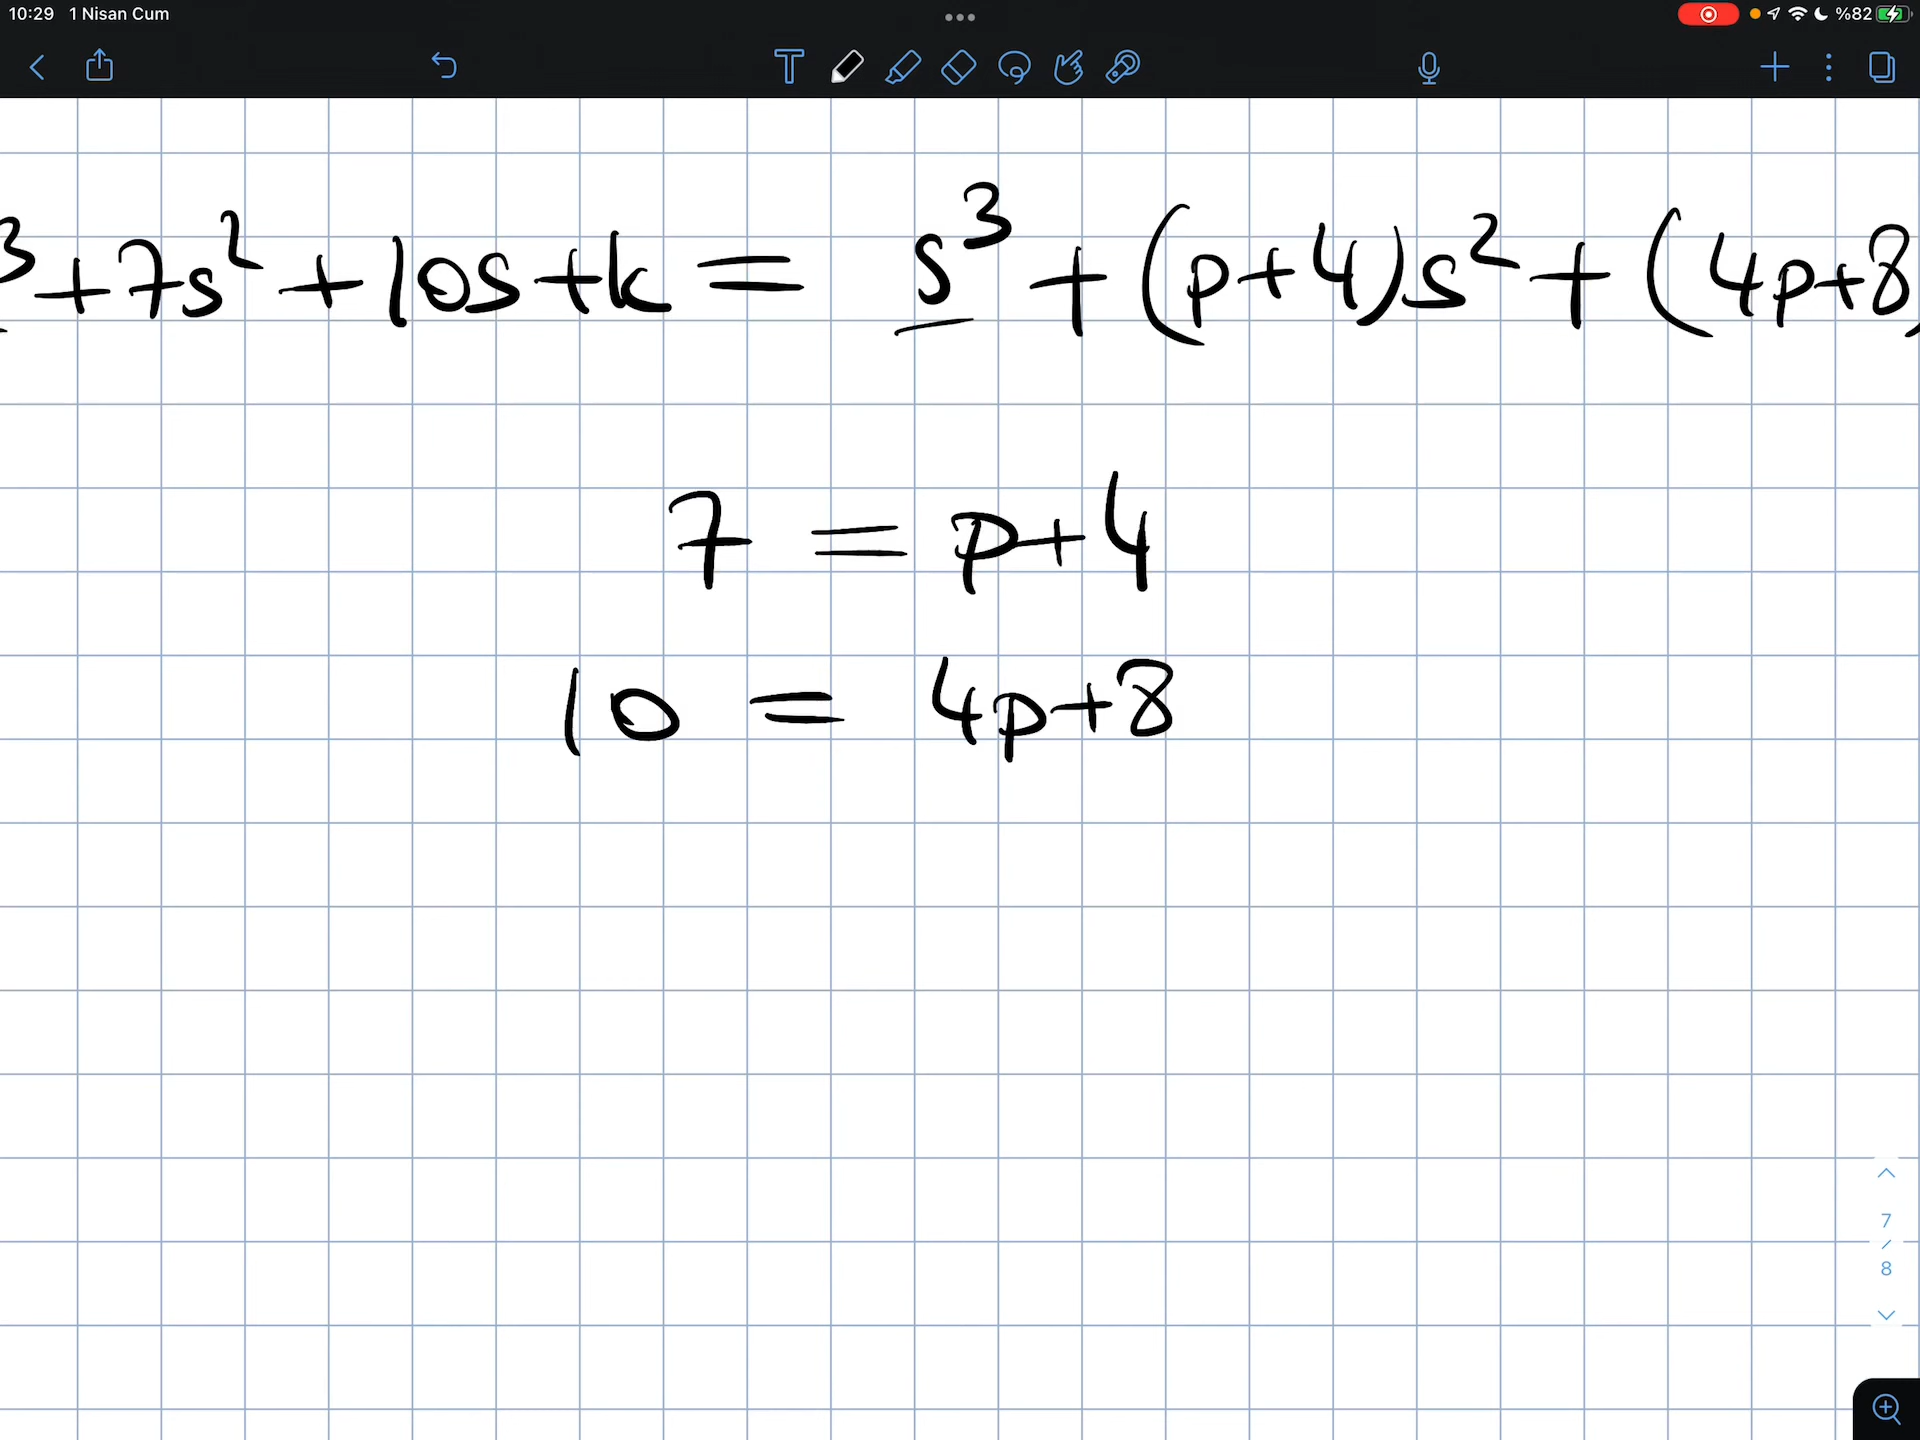 10:29 1 Nisan Cum
%82
³+7s²+10s+k = s³+(p+4)s²+(4p+8)
7 = p+4
10 = 4p+8
7
/
8